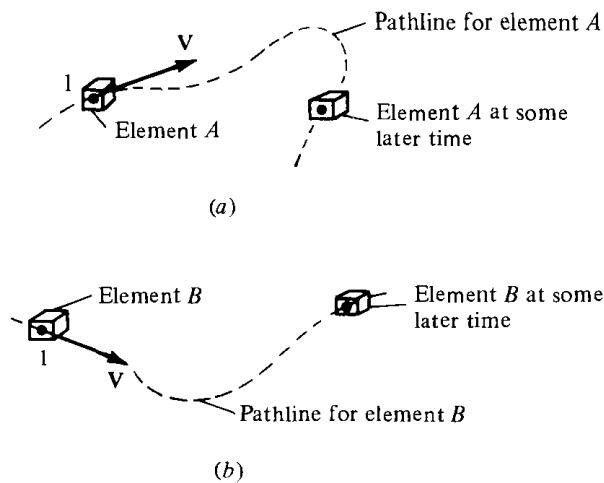 Pathline for element A
V
1
Element A
Element A at some
later time
(a)
Element B
Element B at some
later time
1
V
Pathline for element B
(b)